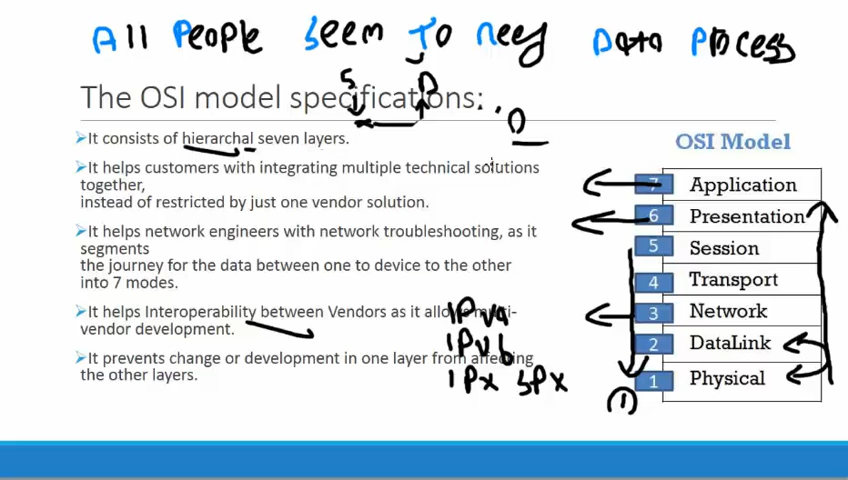 All People Seem To Need Data Process
The OSI model specifications:
S D
It consists of hierarchal seven layers.
It helps customers with integrating multiple technical solutions
together,
instead of restricted by just one vendor solution.
It helps network engineers with network troubleshooting, as it
segments
the journey for the data between one to device to the other
into 7 modes.
It helps Interoperability between Vendors as it allows multi-
vendor development.
It prevents change or development in one layer from affecting
the other layers.
IPv4
IPv6
IPx SPx
OSI Model
7 Application
6 Presentation
5 Session
4 Transport
3 Network
2 DataLink
1 Physical
1